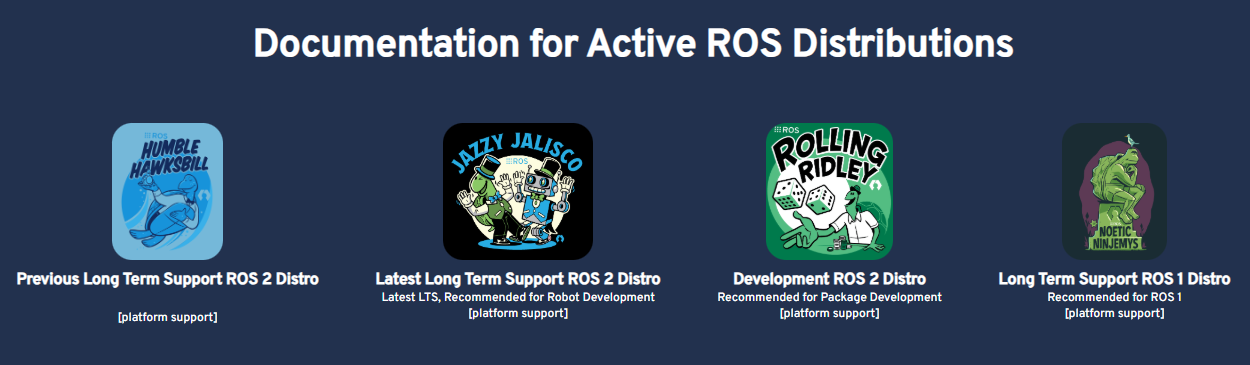 Documentation for Active ROS Distributions
ROS
HUMBLE
HAWKSBILL
Previous Long Term Support ROS 2 Distro
[platform support]
JAZZY JALISCO
ROS
Latest Long Term Support ROS 2 Distro
Latest LTS, Recommended for Robot Development
[platform support]
ROS
ROLLING
RIDLEY
Development ROS 2 Distro
Recommended for Package Development
[platform support]
NOETIC
NINJEMYS
Long Term Support ROS 1 Distro
Recommended for ROS 1
[platform support]